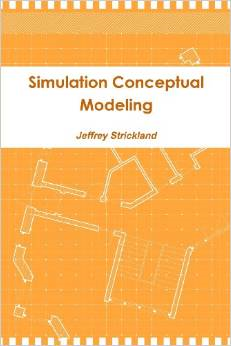 Simulation Conceptual
Modeling
Jeffrey Strickland